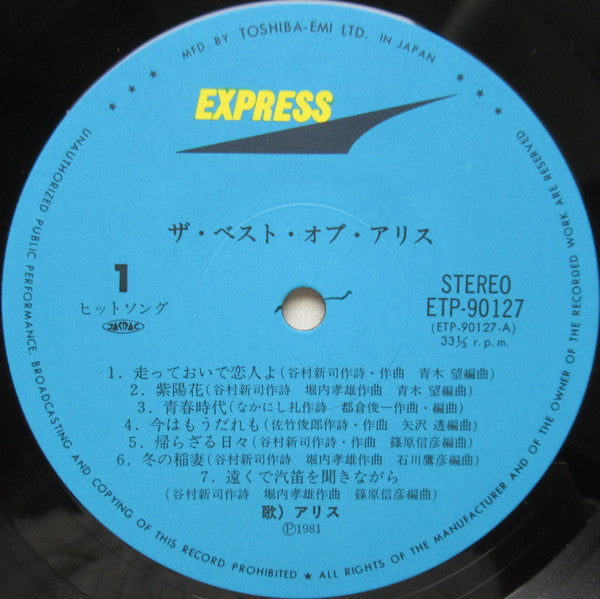 MFD. BY TOSHIBA-EMI LTD. IN JAPAN
EXPRESS
ザ・ベスト・オブ・アリス
1
ヒットソング
JASRAC
STEREO
ETP-90127
(ETP-90127-A)
33⅓ r.p.m.
1. 走っておいで恋人よ(谷村新司作詩・作曲 青木 望編曲)
2. 紫陽花(谷村新司作詩 堀内孝雄作曲 青木 望編曲)
3. 青春時代(なかにし礼作詩 都倉俊一作曲・編曲)
4. 今はもうだれも(佐竹俊郎作詩・作曲 矢沢 透編曲)
5. 帰らざる日々(谷村新司作詩・作曲 篠原信彦編曲)
6. 冬の稲妻(谷村新司作詩 堀内孝雄作曲 石川鷹彦編曲)
7. 遠くで汽笛を聞きながら
(谷村新司作詩 堀内孝雄作曲 篠原信彦編曲)
歌) アリス
Ⓟ1981
UNAUTHORIZED PUBLIC PERFORMANCE, BROADCASTING AND COPYING OF THIS RECORD PROHIBITED ★ ALL RIGHTS OF THE MANUFACTURER AND OF THE OWNER OF THE RECORDED WORK ARE RESERVED